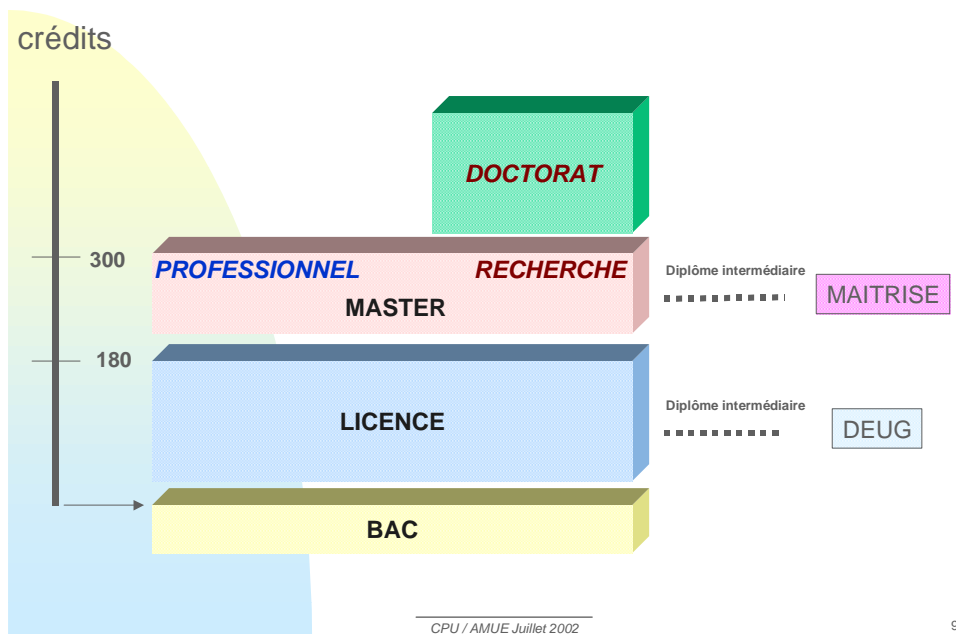 crédits
DOCTORAT
300
PROFESSIONNEL RECHERCHE
MASTER
Diplôme intermédiaire
MAITRISE
180
LICENCE
Diplôme intermédiaire
DEUG
BAC
CPU / AMUE Juillet 2002
9